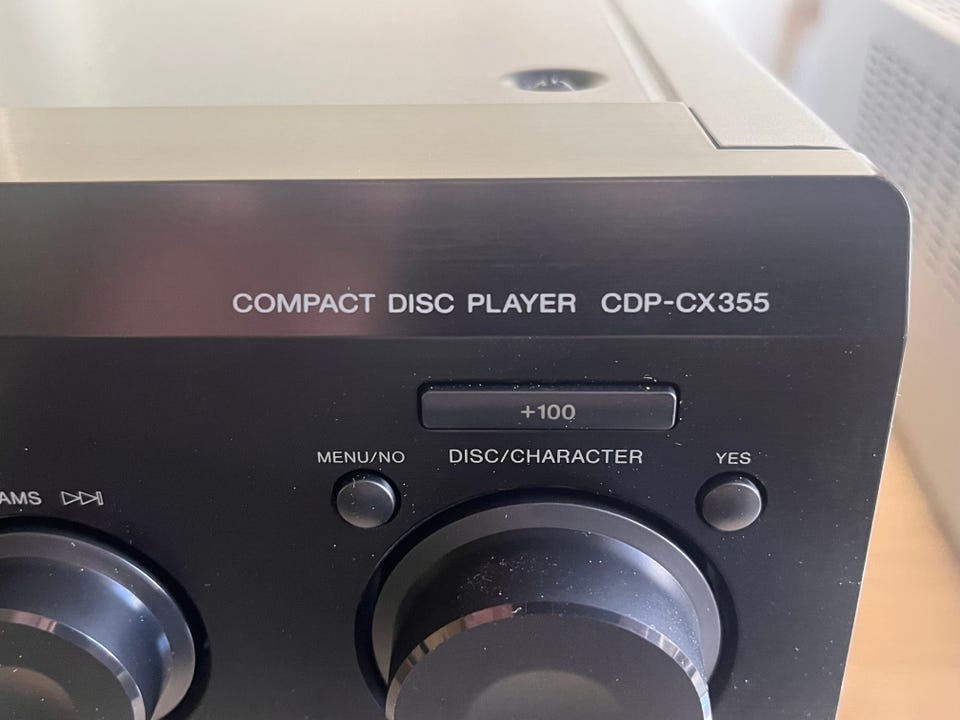 COMPACT DISC PLAYER CDP-CX355
+100
MENU/NO DISC/CHARACTER YES
AMS